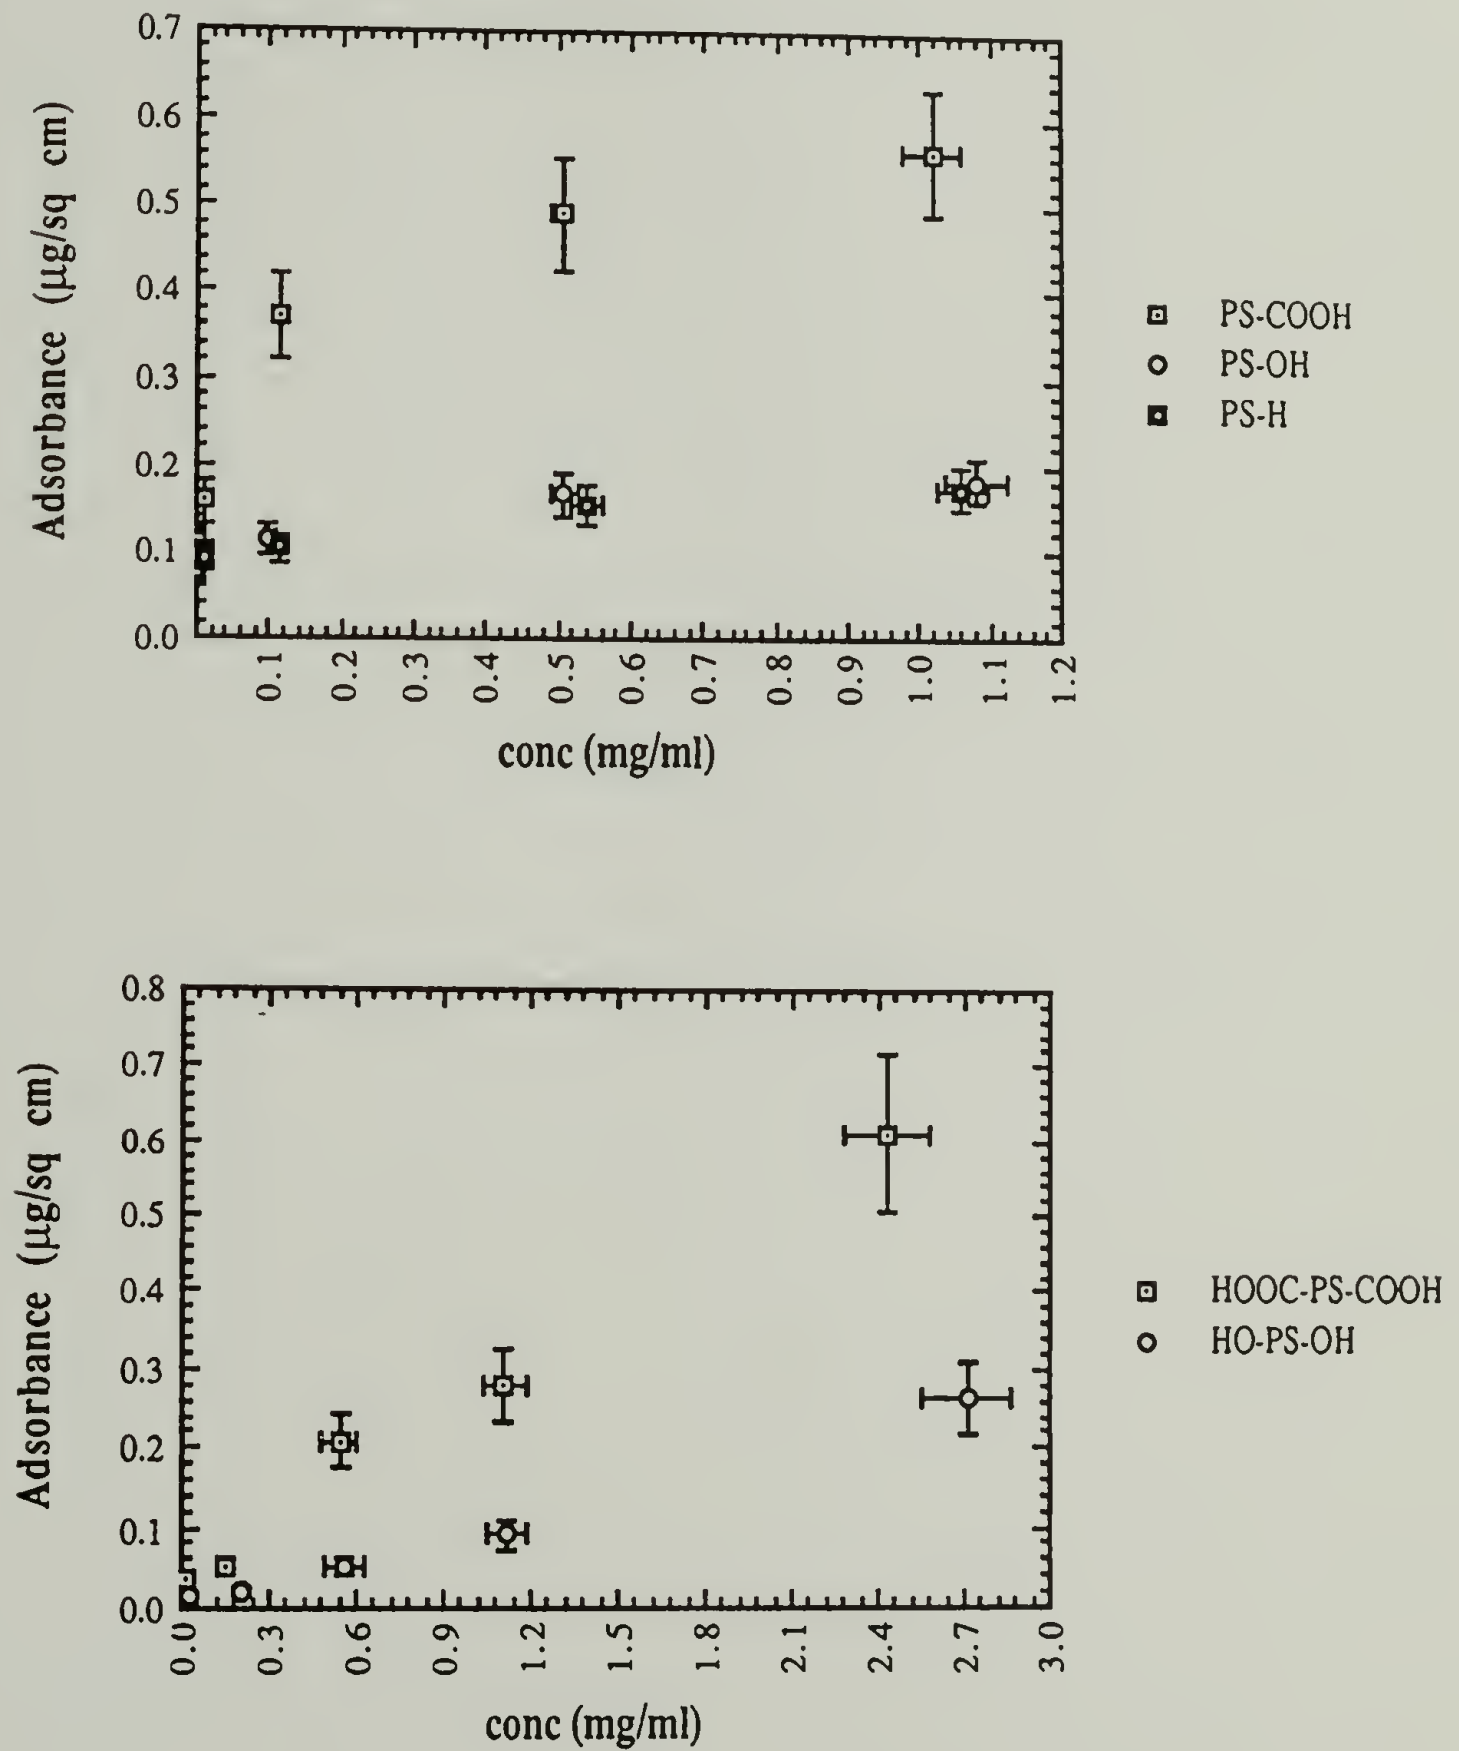 0.7
0.6
0.5
0.4
0.3
0.2
0.1
0.0
Adsorbance (μg/sq cm)
0.1 0.2 0.3 0.4 0.5 0.6 0.7 0.8 0.9 1.0 1.1 1.2
conc (mg/ml)
PS-COOH
PS-OH
PS-H
0.8
0.7
0.6
0.5
0.4
0.3
0.2
0.1
0.0
Adsorbance (μg/sq cm)
0.0 0.3 0.6 0.9 1.2 1.5 1.8 2.1 2.4 2.7 3.0
conc (mg/ml)
HOOC-PS-COOH
HO-PS-OH